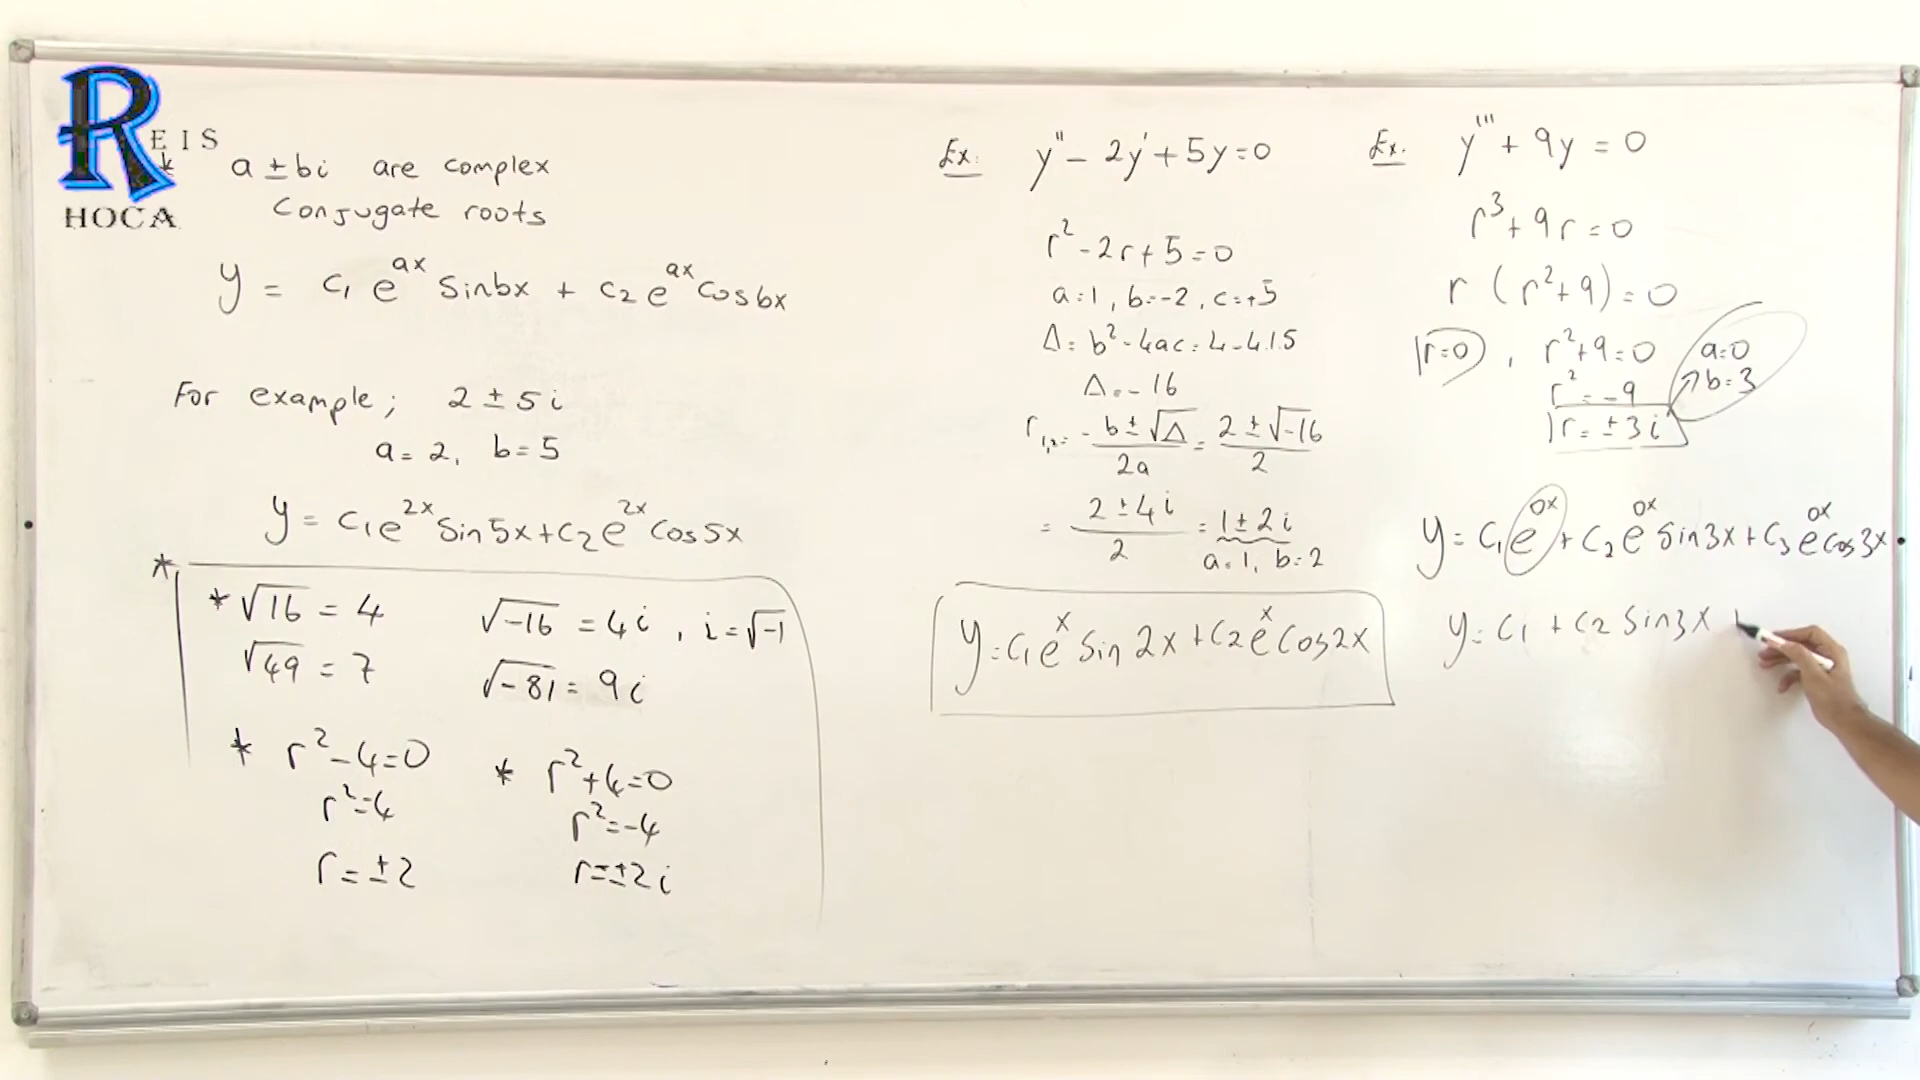 REIS
HOCA
* a ± bi are complex
Conjugate roots
y = c₁ e^ax sinbx + c₂ e^ax cosbx
For example; 2 ± 5i
a = 2, b = 5
y = c₁e^2x sin5x + c₂e^2x cos5x
*
* √16 = 4 √-16 = 4i , i = √-1
√49 = 7 √-81 = 9i
* r² - 4 = 0 * r² + 4 = 0
r² = 4 r² = -4
r = ±2 r = ±2i
Ex: y'' - 2y' + 5y = 0
r² - 2r + 5 = 0
a = 1, b = -2, c = +5
Δ = b² - 4ac = 4 - 4.1.5
Δ = -16
r₁,₂ = (-b ± √Δ)/2a = (2 ± √-16)/2
= (2 ± 4i)/2 = 1 ± 2i
a = 1, b = 2
y = c₁e^x sin2x + c₂e^x cos2x
Ex. y''' + 9y = 0
r³ + 9r = 0
r (r² + 9) = 0
r = 0 , r² + 9 = 0 a = 0
r² = -9 b = 3
r = ±3i
y = c₁e^0x + c₂e^0x sin3x + c₃e^0x cos3x
y = c₁ + c₂ sin3x